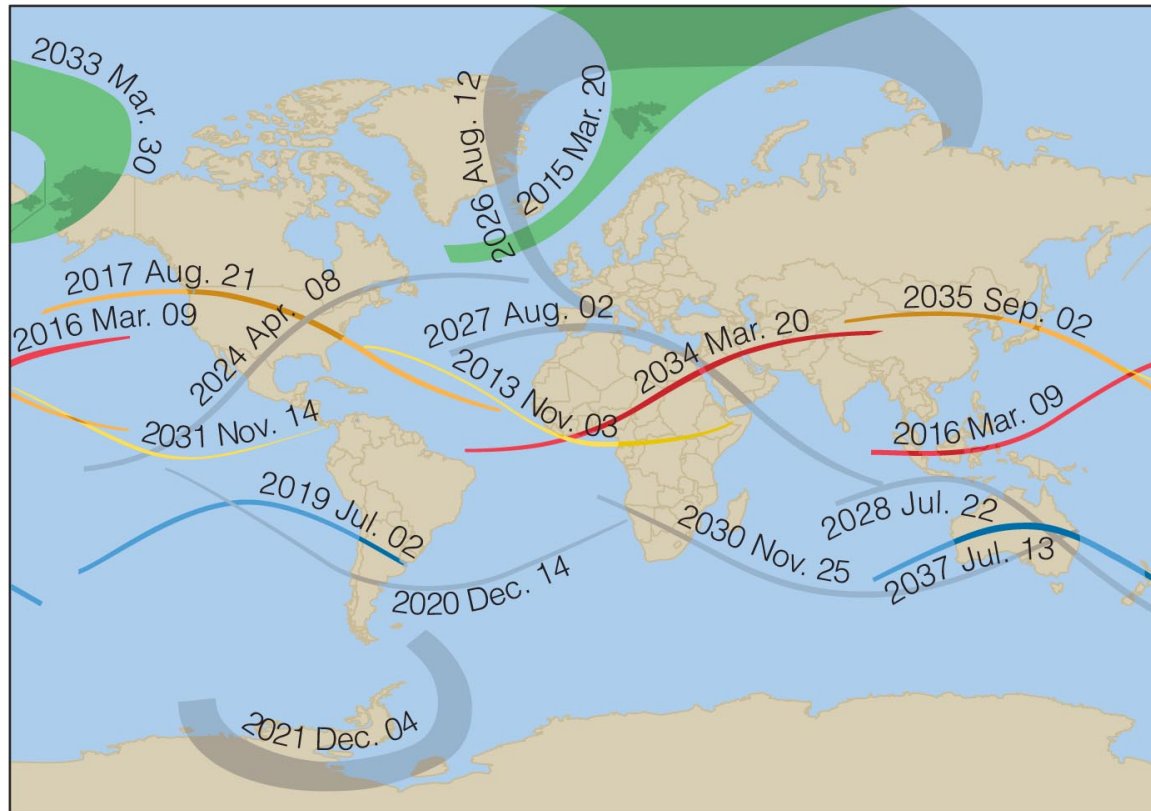 2033 Mar. 30
2026 Aug. 12
2015 Mar. 20
2017 Aug. 21
2016 Mar. 09
2024 Apr. 08
2027 Aug. 02
2034 Mar. 20
2035 Sep. 02
2013 Nov. 03
2031 Nov. 14
2016 Mar. 09
2019 Jul. 02
2028 Jul. 22
2030 Nov. 25
2037 Jul. 13
2020 Dec. 14
2021 Dec. 04